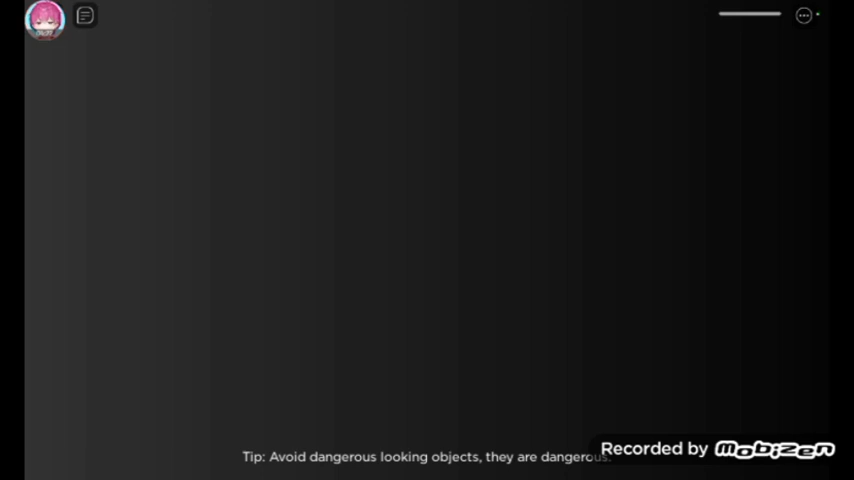 Tip: Avoid dangerous looking objects, they are dangerous.
Recorded by Mobizen